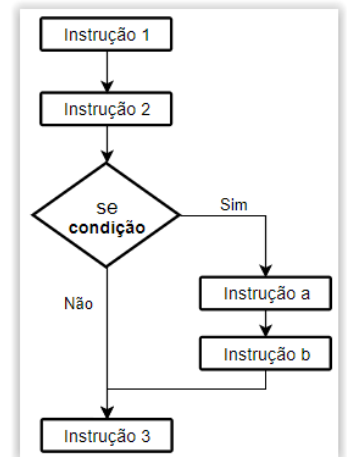 Instrução 1
Instrução 2
se
condição
Sim
Não
Instrução a
Instrução b
Instrução 3